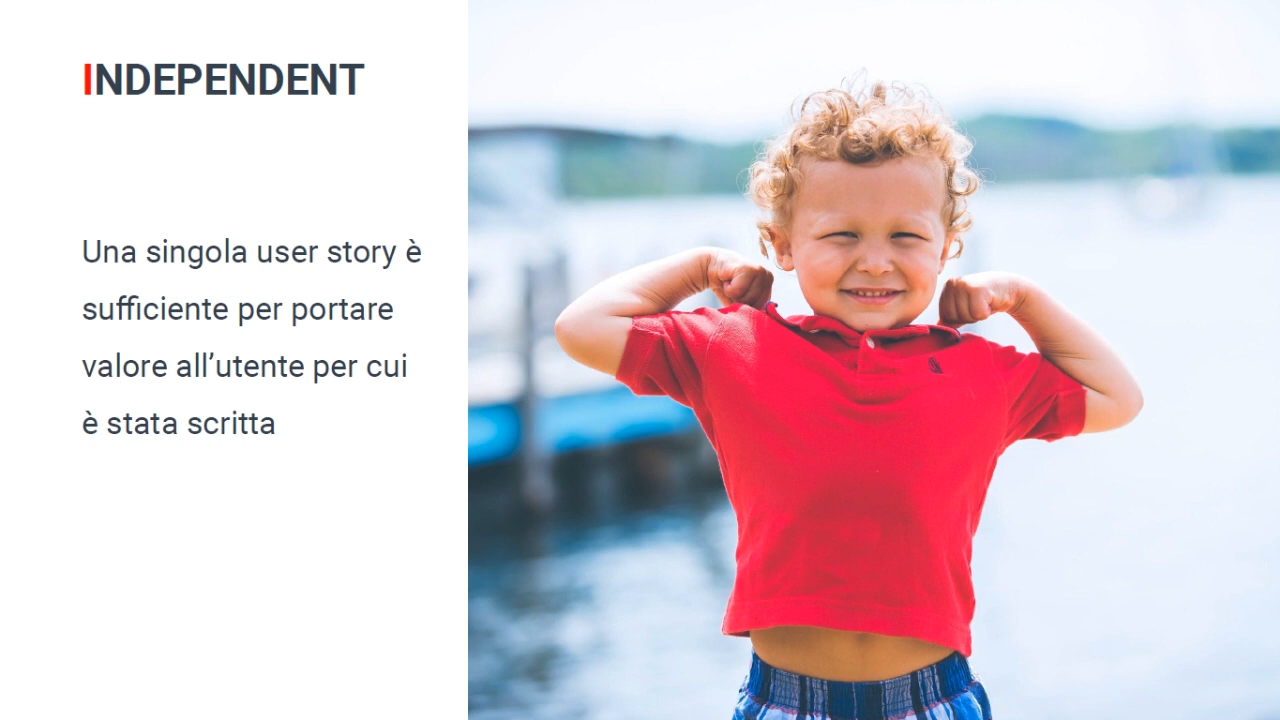 INDEPENDENT
Una singola user story è
sufficiente per portare
valore all’utente per cui
è stata scritta